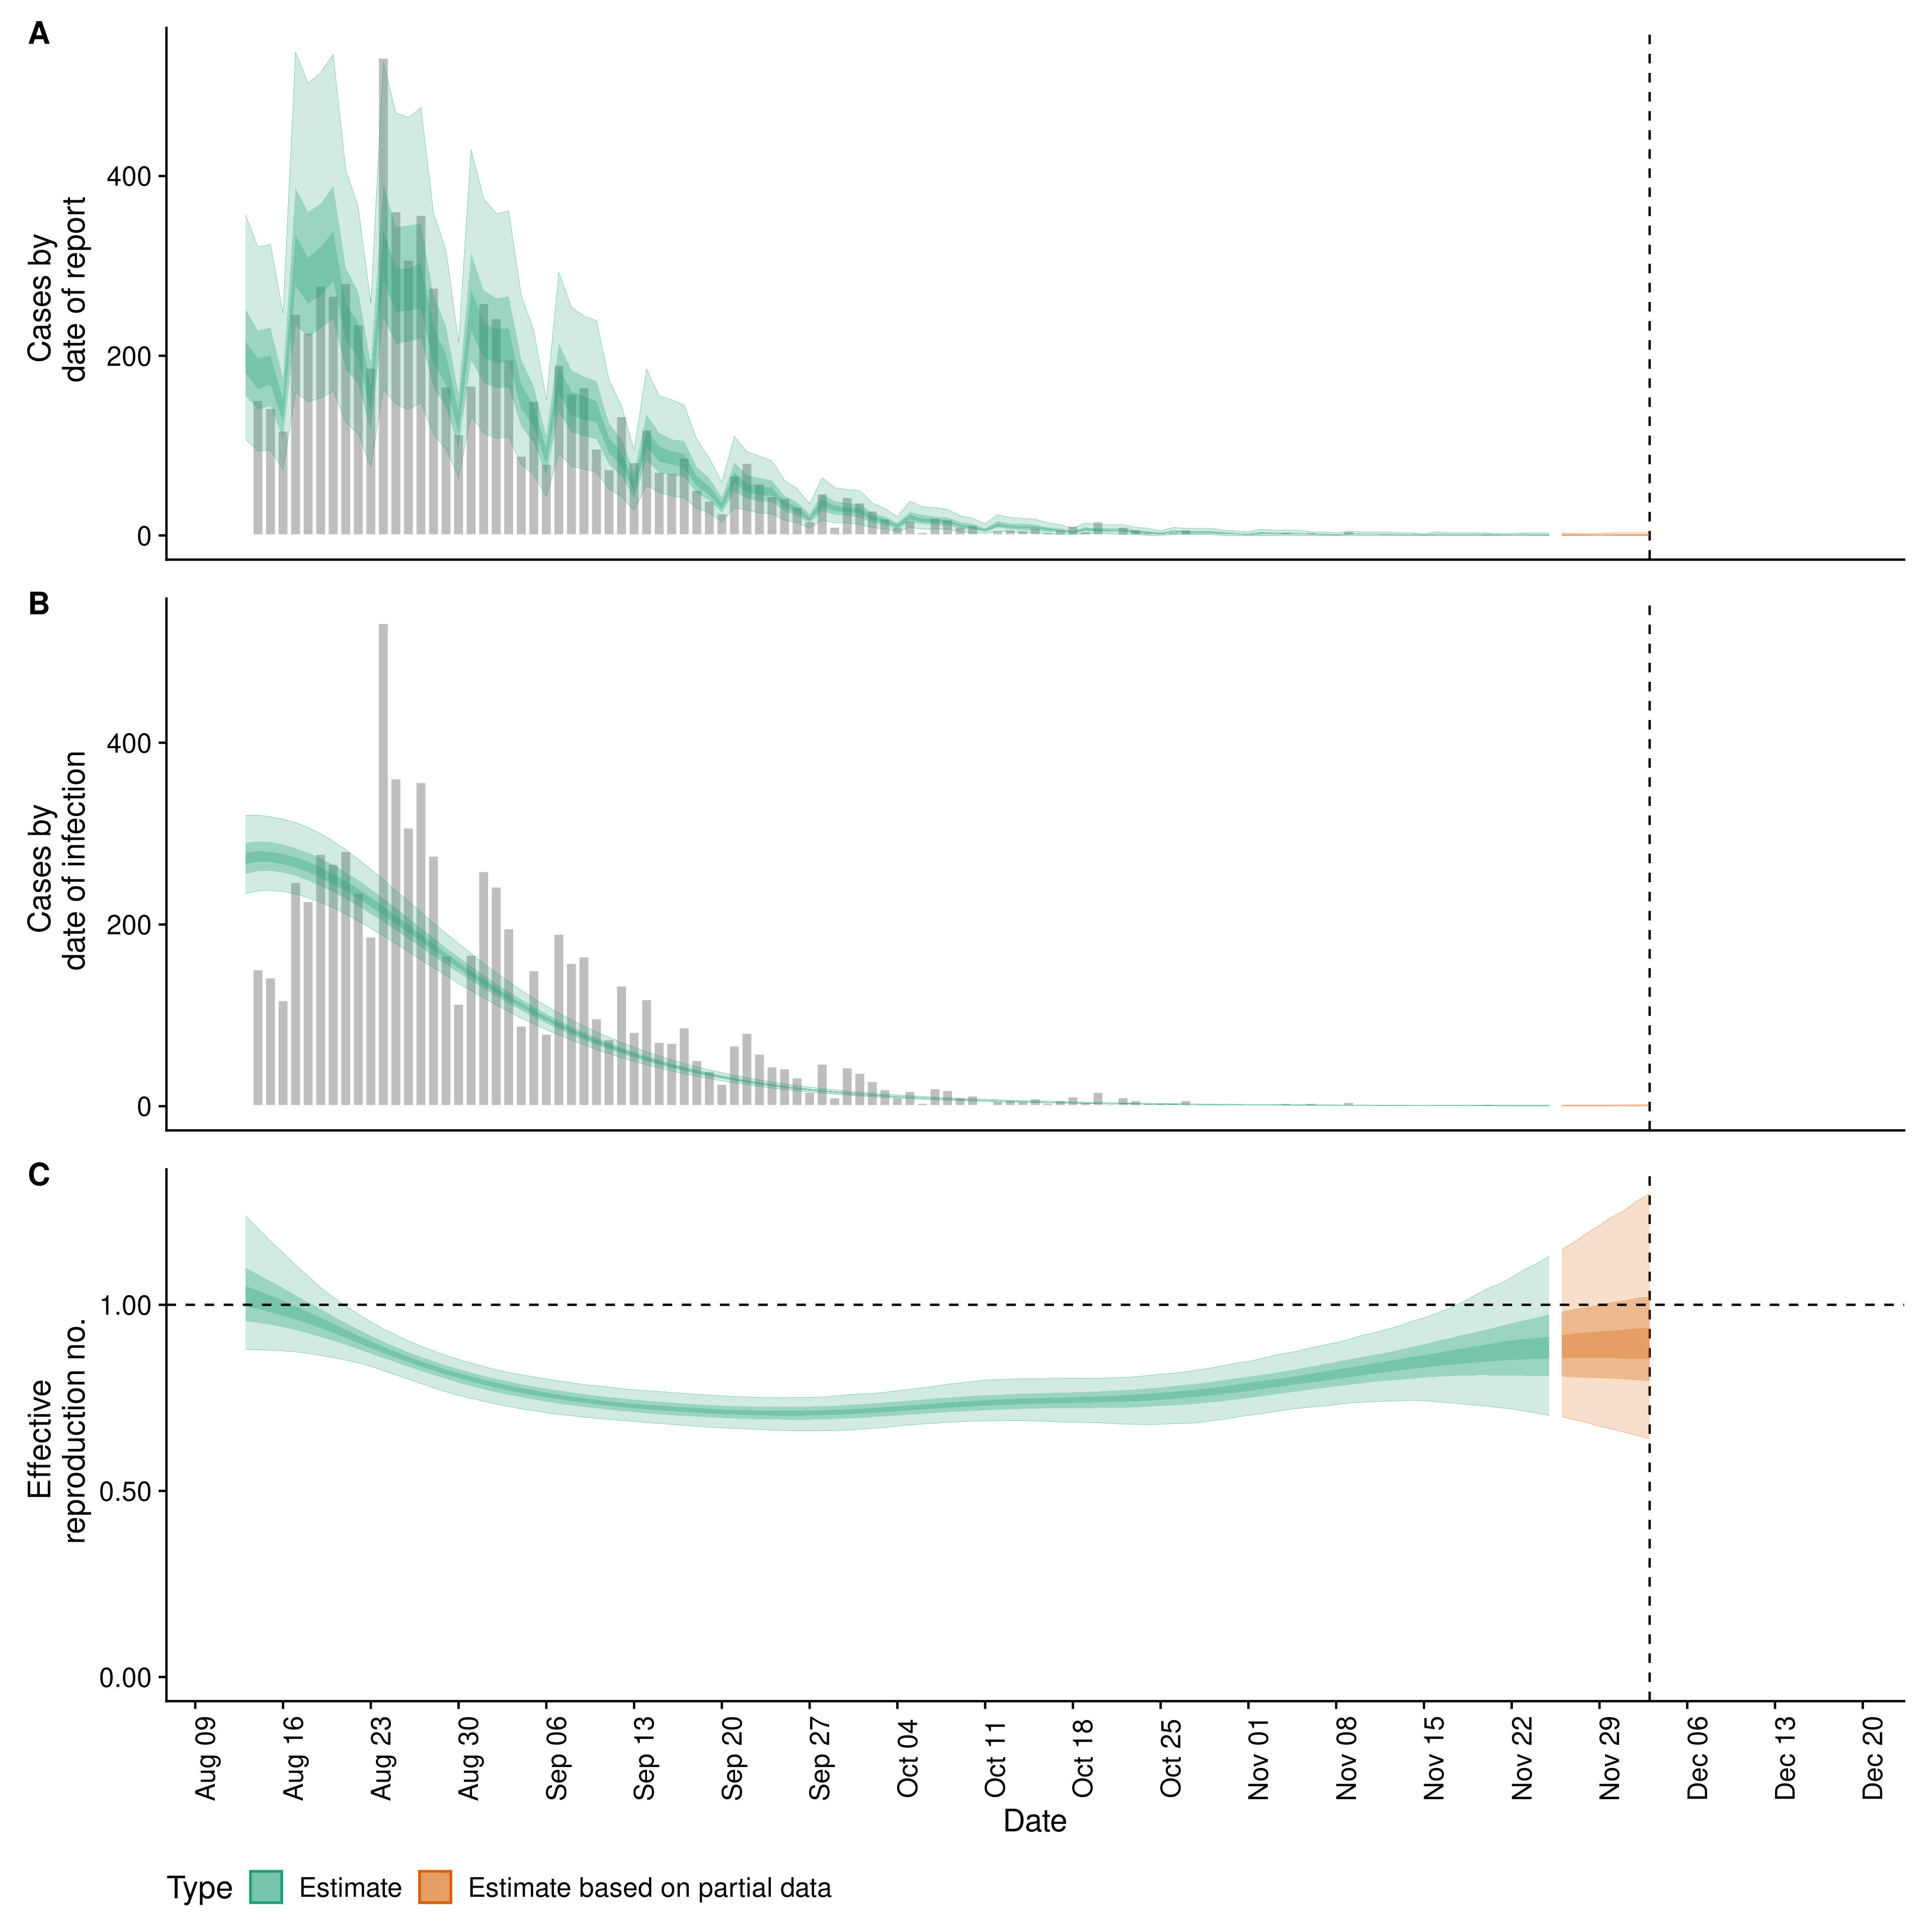 A
Cases by
date of report
400
200
0
B
Cases by
date of infection
400
200
0
C
Effective
reproduction no.
1.00
0.50
0.00
Aug 09
Aug 16
Aug 23
Aug 30
Sep 06
Sep 13
Sep 20
Sep 27
Oct 04
Oct 11
Oct 18
Oct 25
Nov 01
Nov 08
Nov 15
Nov 22
Nov 29
Dec 06
Dec 13
Dec 20
Date
Type Estimate Estimate based on partial data